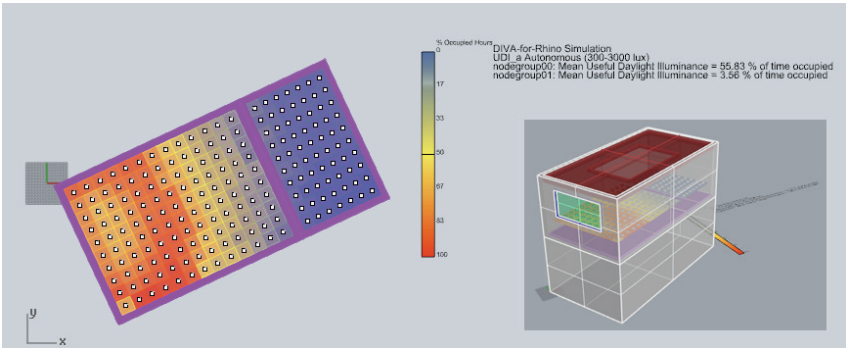 % Occupied Hours
0
17
33
50
67
83
100
DIVA-for-Rhino Simulation
UDI_a Autonomous (300-3000 lux)
nodegroup00: Mean Useful Daylight Illuminance = 55.83 % of time occupied
nodegroup01: Mean Useful Daylight Illuminance = 3.56 % of time occupied
y
x